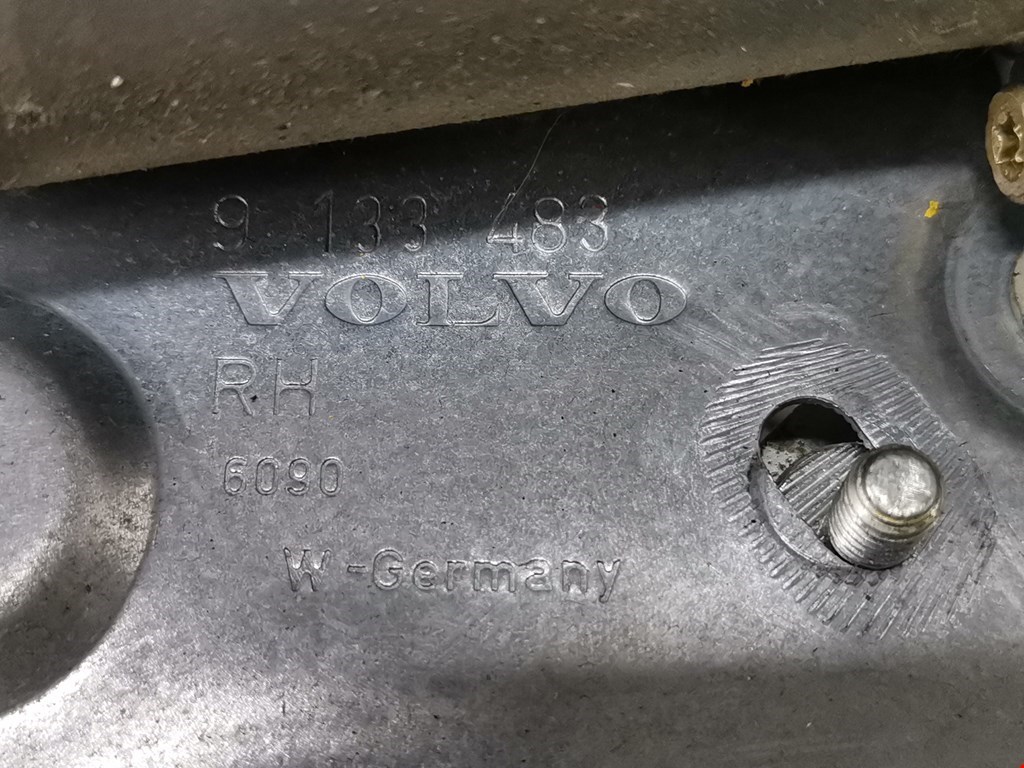 9 133 483
VOLVO
RH
6090
W-Germany